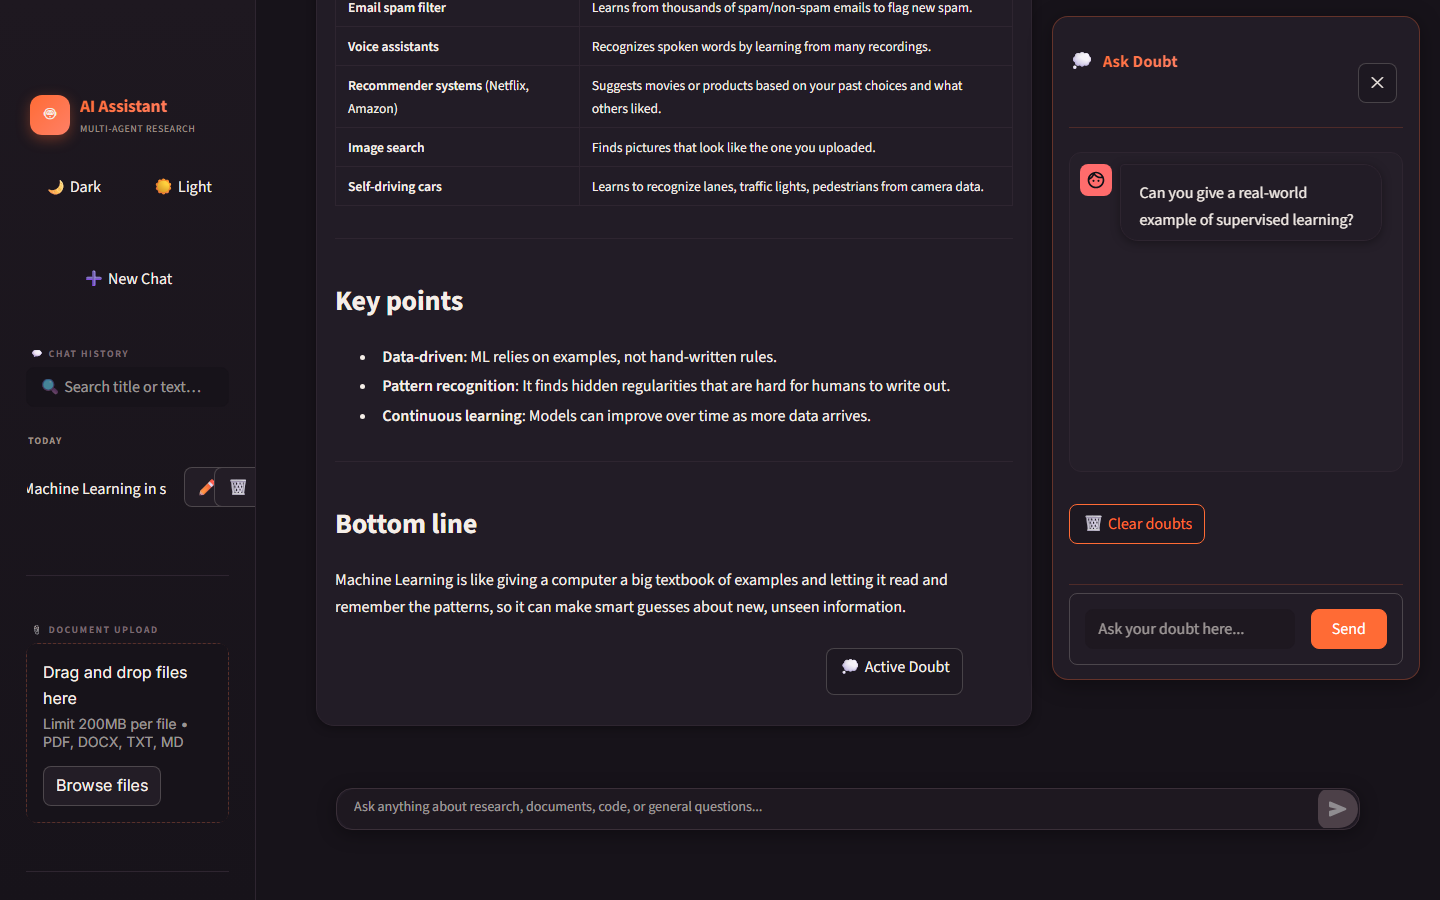 AI Assistant
MULTI-AGENT RESEARCH
Dark
Light
New Chat
CHAT HISTORY
Search title or text...
TODAY
Machine Learning in s
DOCUMENT UPLOAD
Drag and drop files
here
Limit 200MB per file •
PDF, DOCX, TXT, MD
Browse files
Email spam filter
Learns from thousands of spam/non-spam emails to flag new spam.
Voice assistants
Recognizes spoken words by learning from many recordings.
Recommender systems (Netflix,
Amazon)
Suggests movies or products based on your past choices and what
others liked.
Image search
Finds pictures that look like the one you uploaded.
Self-driving cars
Learns to recognize lanes, traffic lights, pedestrians from camera data.
Key points
• Data-driven: ML relies on examples, not hand-written rules.
• Pattern recognition: It finds hidden regularities that are hard for humans to write out.
• Continuous learning: Models can improve over time as more data arrives.
Bottom line
Machine Learning is like giving a computer a big textbook of examples and letting it read and
remember the patterns, so it can make smart guesses about new, unseen information.
Active Doubt
Ask anything about research, documents, code, or general questions...
Ask Doubt
Can you give a real-world
example of supervised learning?
Clear doubts
Ask your doubt here...
Send